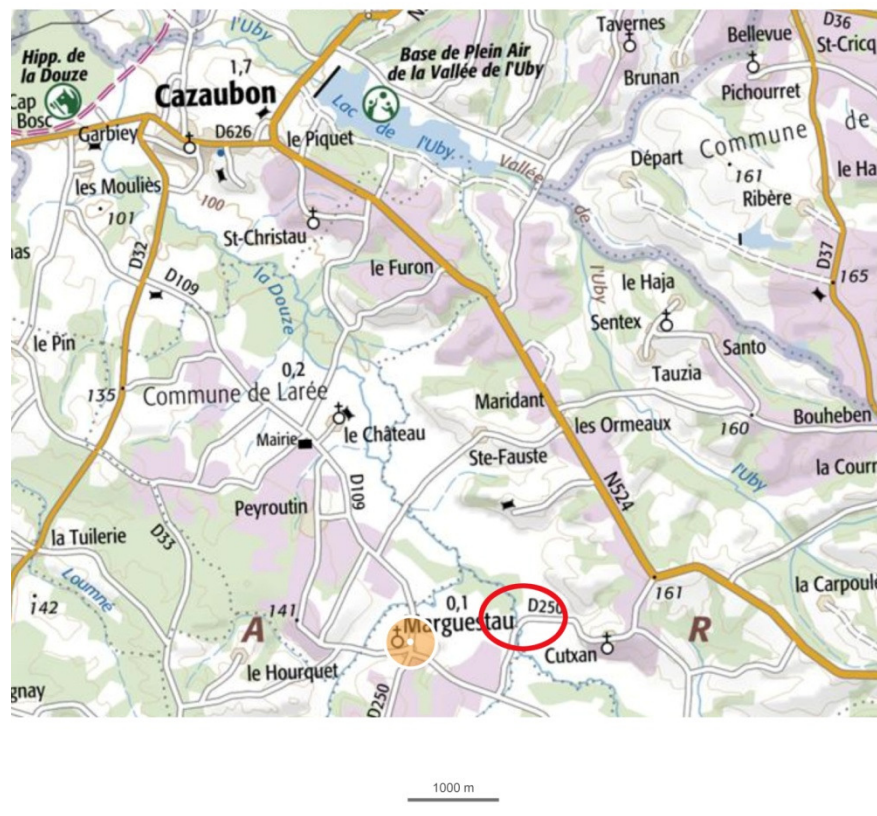 Hipp. de
la Douze
Cap
Bosc
Garbiey
l'Uby
1,7
Cazaubon
D626
le Piquet
Base de Plein Air
de la Vallée de l'Uby
Lac de l'Uby
Vallée de l'Uby
Tavernes
Brunan
Bellevue
D36
St-Cricq
Pichourret
Commune de
Départ
161
Ribère
le Ha
les Mouliès
101
100
St-Christau
D32
D109
la Douze
le Furon
D37
165
le Haja
Sentex
Santo
Tauzia
le Pin
0,2
135
Commune de Larée
Mairie
le Château
Maridant
les Ormeaux
160
Bouheben
Ste-Fauste
l'Uby
la Courr
N524
Peyroutin
D109
la Tuilerie
D33
Loumné
142
141
A
0,1
Marguestau
D250
161
la Carpoulè
R
Cutxan
le Hourquet
gnay
D250
1000 m